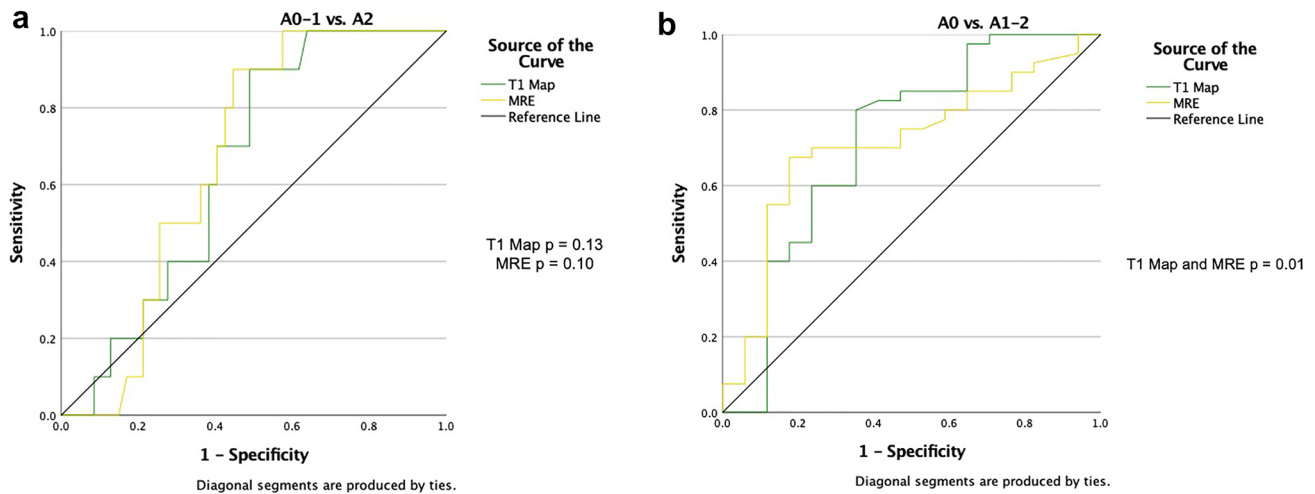 a
A0-1 vs. A2
1.0
0.8
0.6
0.4
0.2
0.0
Sensitivity
0.0 0.2 0.4 0.6 0.8 1.0
1 - Specificity
Diagonal segments are produced by ties.
Source of the
Curve
T1 Map
MRE
Reference Line
T1 Map p = 0.13
MRE p = 0.10
b
A0 vs. A1-2
1.0
0.8
0.6
0.4
0.2
0.0
Sensitivity
0.0 0.2 0.4 0.6 0.8 1.0
1 - Specificity
Diagonal segments are produced by ties.
Source of the
Curve
T1 Map
MRE
Reference Line
T1 Map and MRE p = 0.01